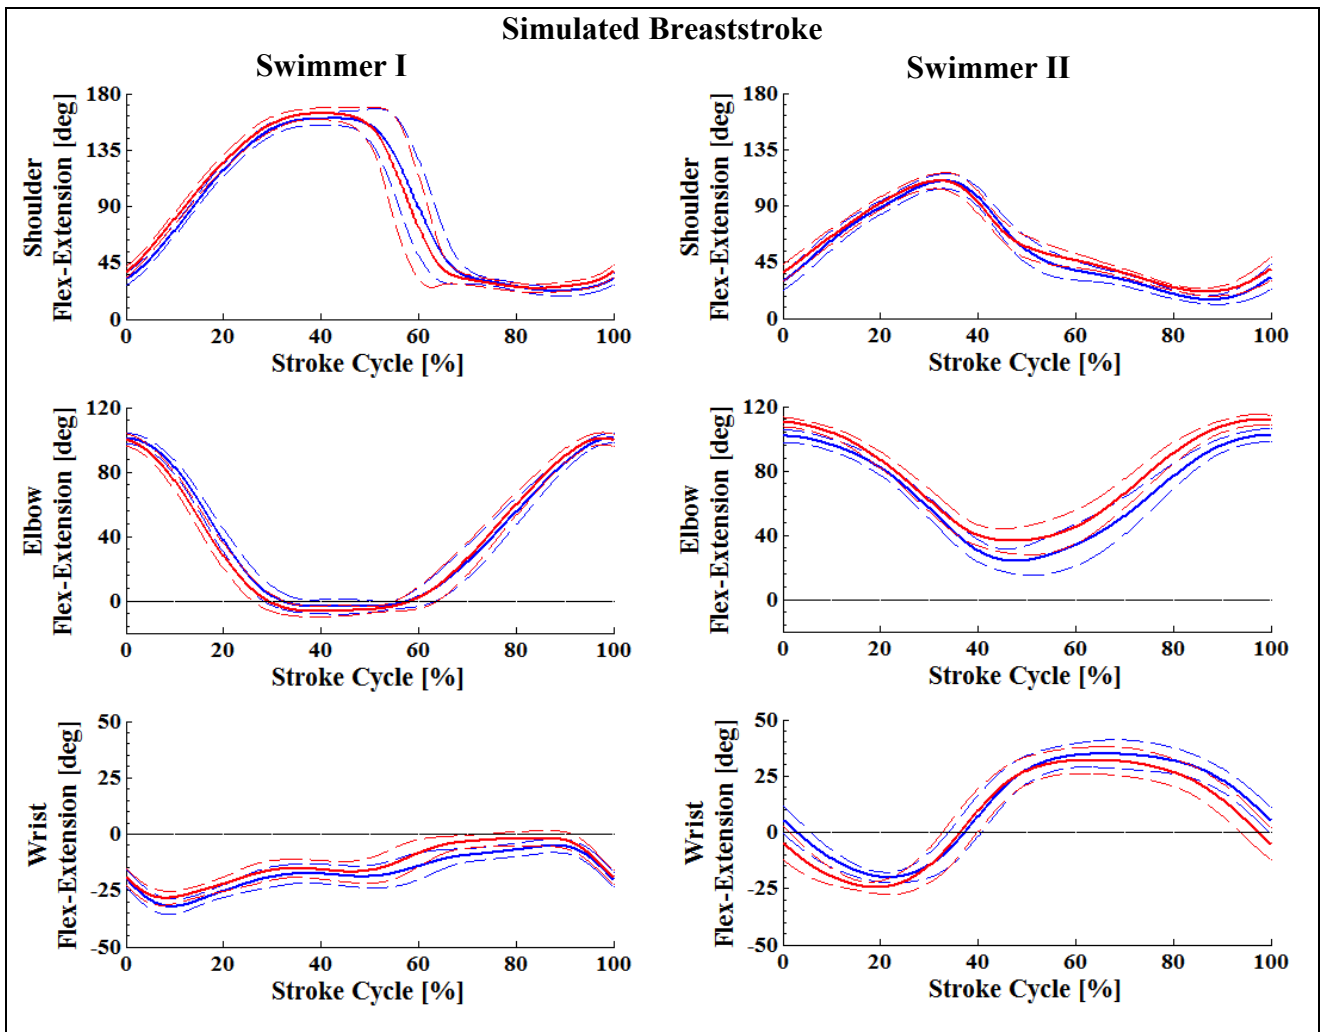 Simulated Breaststroke
Swimmer I
Swimmer II
Shoulder
Flex-Extension [deg]
180
135
90
45
0
0 20 40 60 80 100
Stroke Cycle [%]
Shoulder
Flex-Extension [deg]
180
135
90
45
0
0 20 40 60 80 100
Stroke Cycle [%]
Elbow
Flex-Extension [deg]
120
80
40
0
0 20 40 60 80 100
Stroke Cycle [%]
Elbow
Flex-Extension [deg]
120
80
40
0
0 20 40 60 80 100
Stroke Cycle [%]
Wrist
Flex-Extension [deg]
50
25
0
-25
-50
0 20 40 60 80 100
Stroke Cycle [%]
Wrist
Flex-Extension [deg]
50
25
0
-25
-50
0 20 40 60 80 100
Stroke Cycle [%]